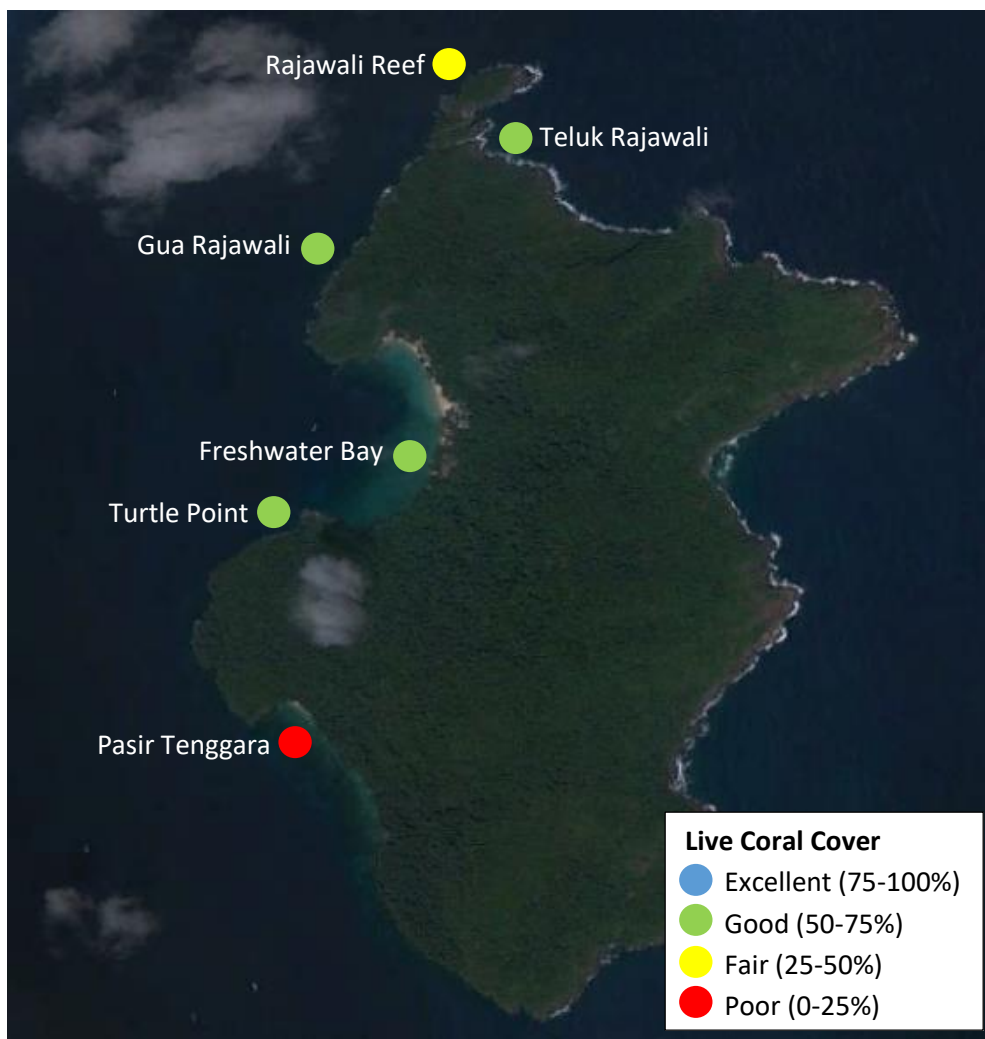 Rajawali Reef
Teluk Rajawali
Gua Rajawali
Freshwater Bay
Turtle Point
Pasir Tenggara
Live Coral Cover
Excellent (75-100%)
Good (50-75%)
Fair (25-50%)
Poor (0-25%)